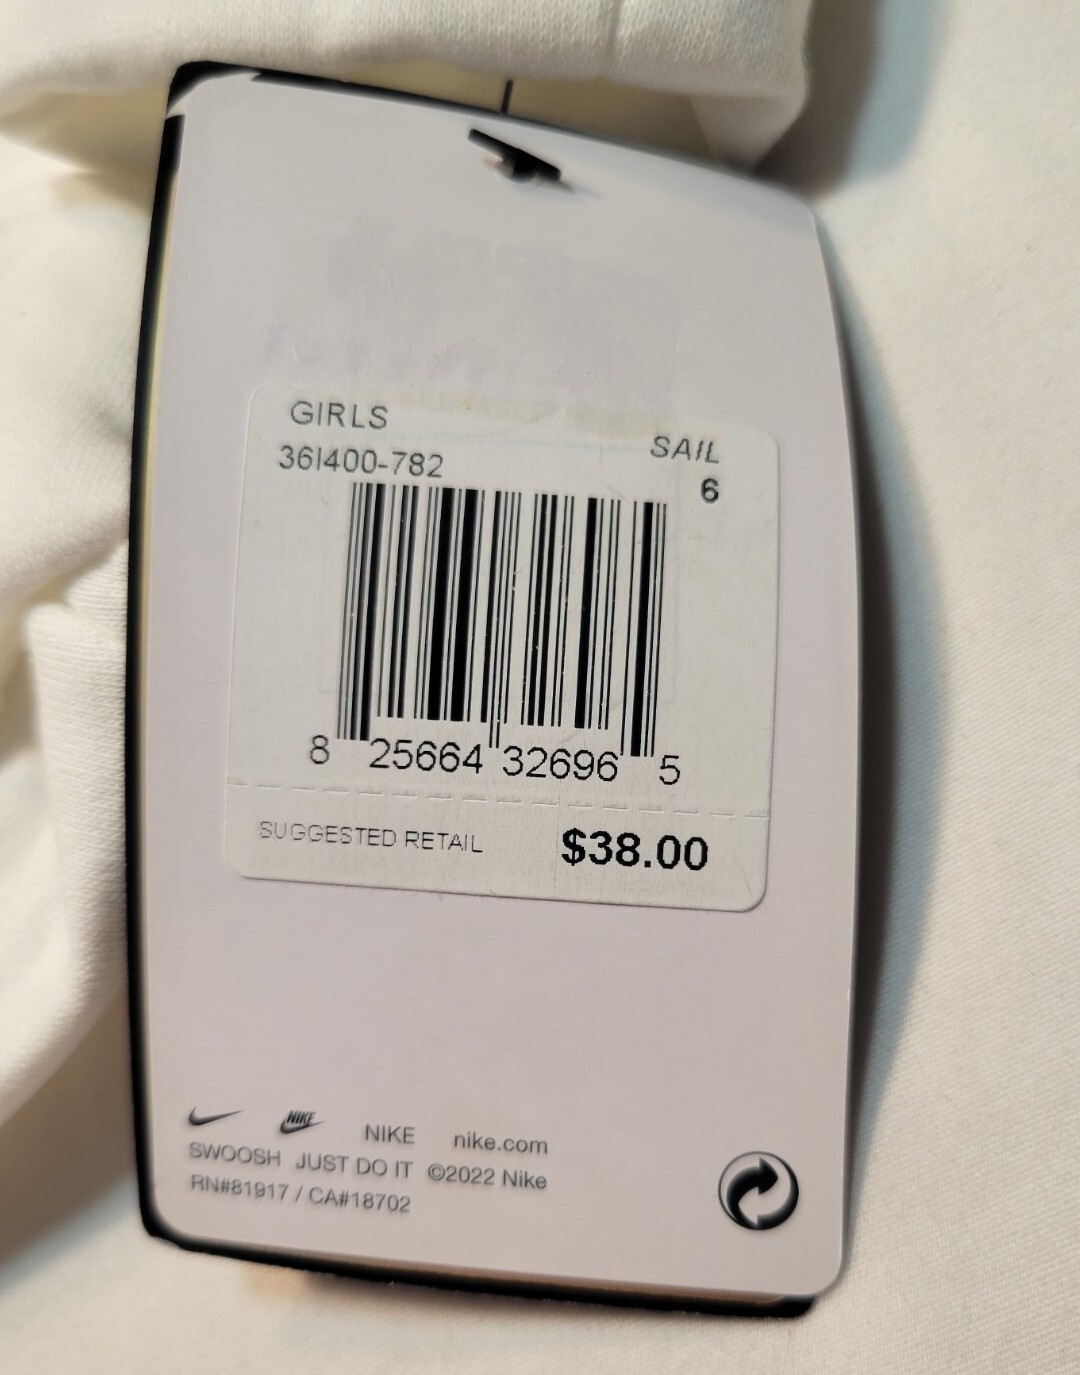 GIRLS
SAIL
36I400-782
6
8 25664 32696 5
SUGGESTED RETAIL $38.00
NIKE NIKE nike.com
SWOOSH JUST DO IT ©2022 Nike
RN#81917 / CA#18702